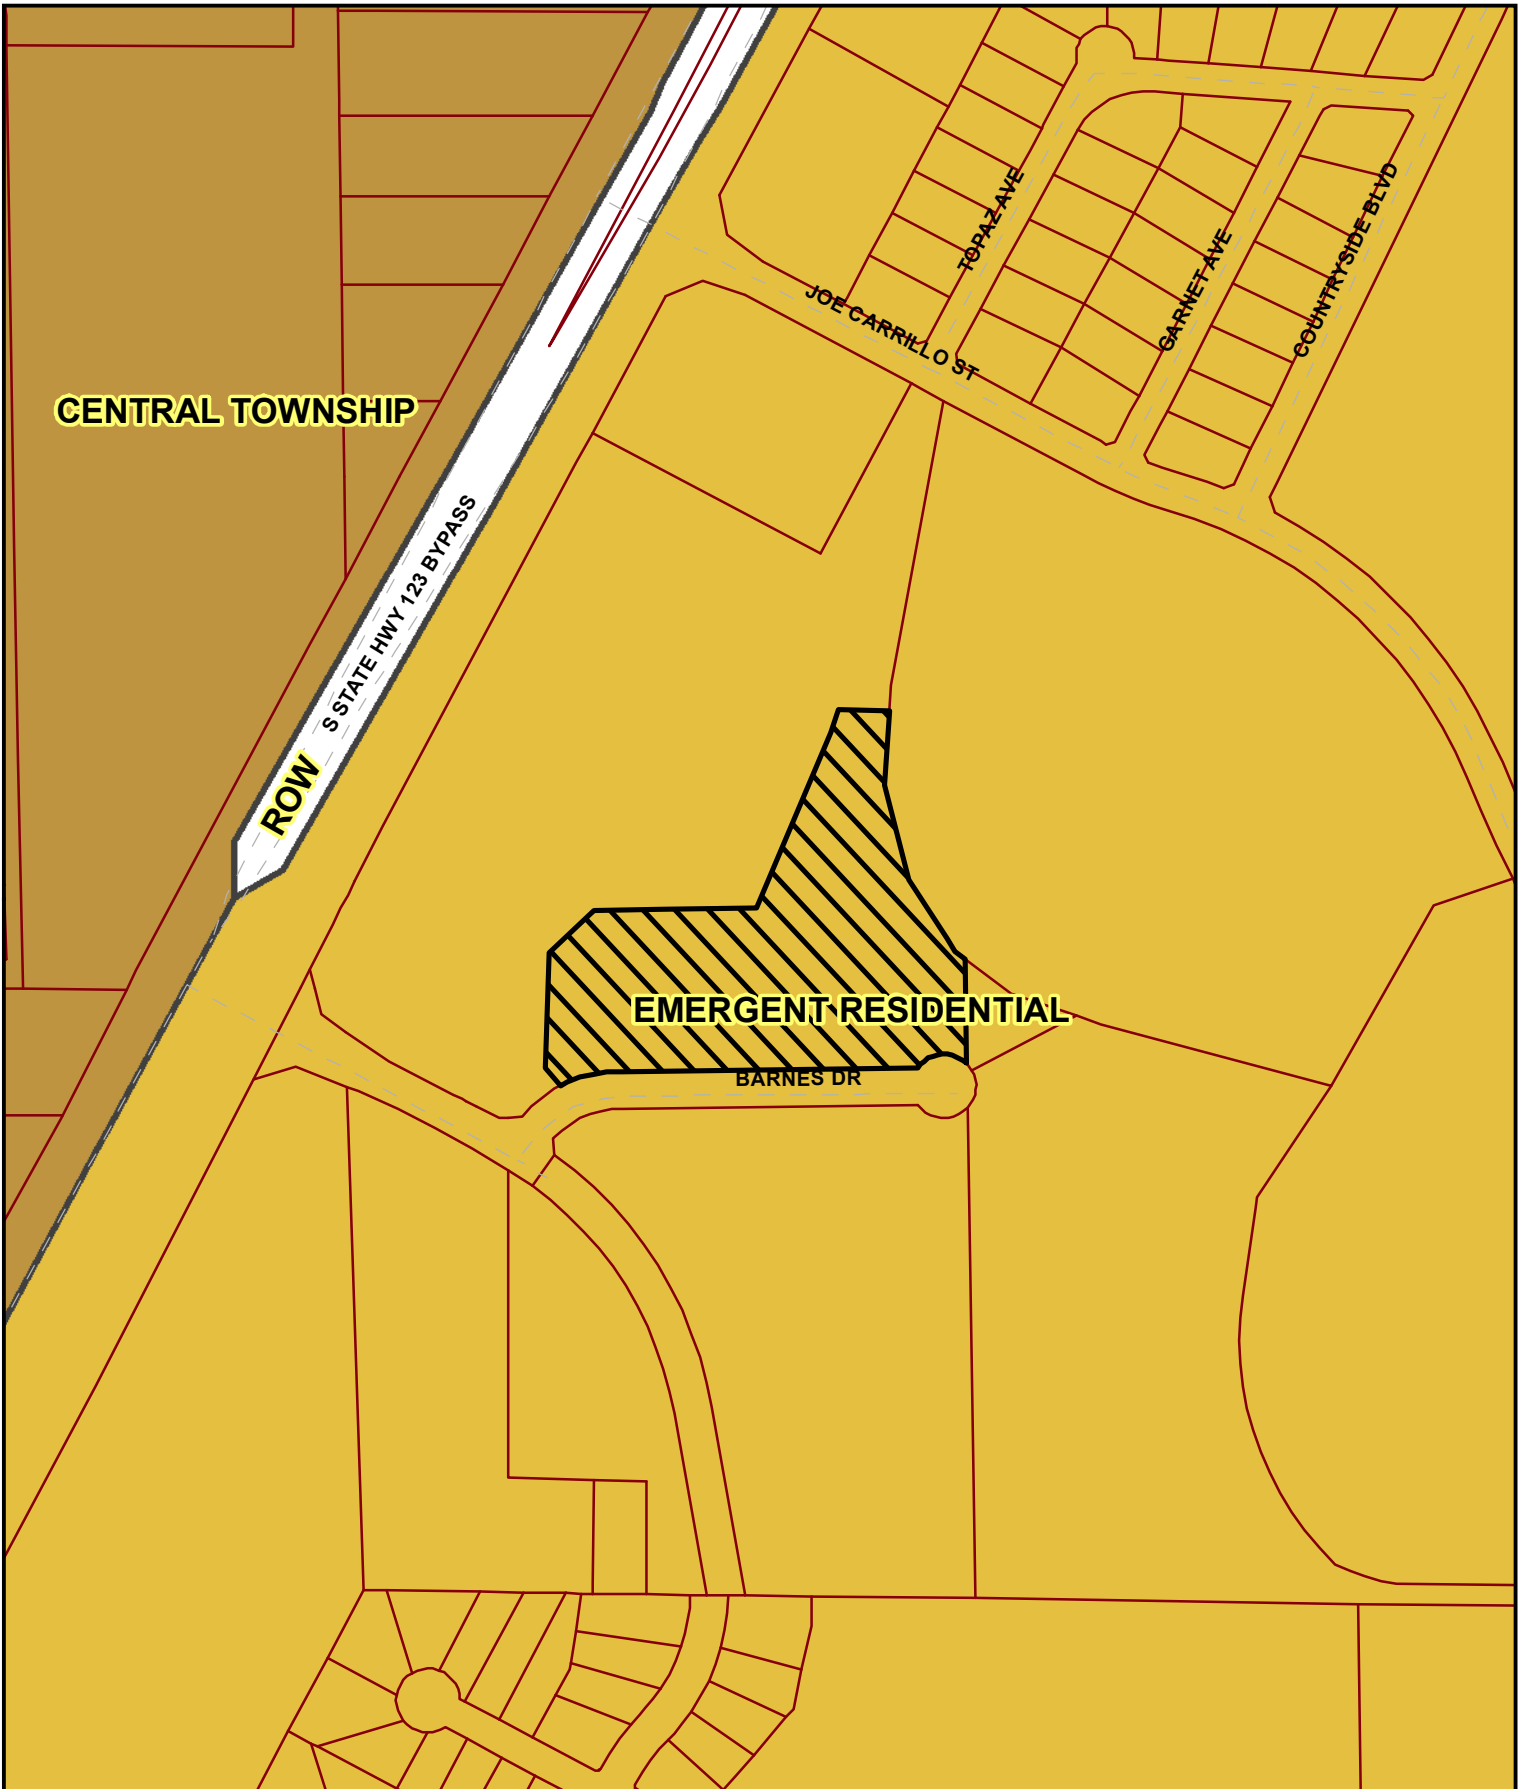 TOPAZ AVE
GARNET AVE
COUNTRYSIDE BLVD
JOE CARRILLO ST
CENTRAL TOWNSHIP
S STATE HWY 123 BYPASS
ROW
EMERGENT RESIDENTIAL
BARNES DR